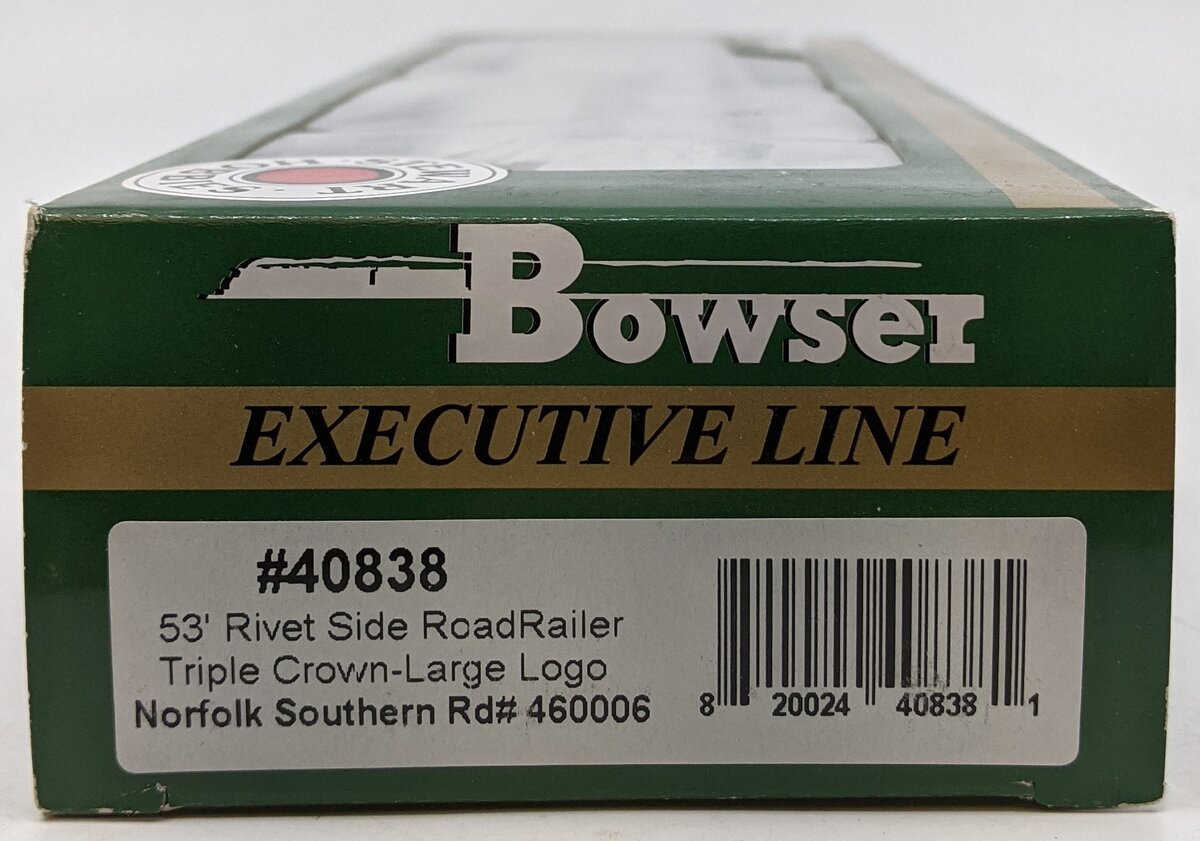 Bowser
EXECUTIVE LINE
#40838
53' Rivet Side RoadRailer
Triple Crown-Large Logo
Norfolk Southern Rd# 460006
8 20024 40838 1